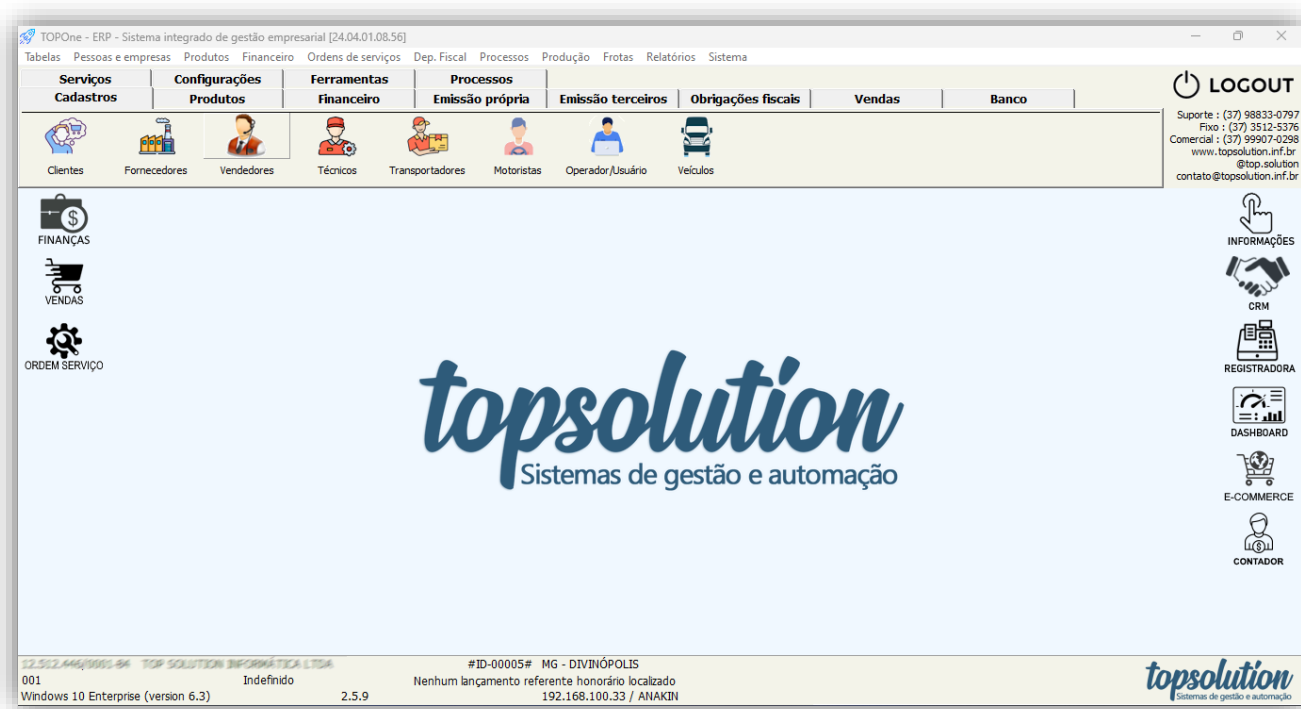 TOPOne - ERP - Sistema integrado de gestão empresarial [24.04.01.08.56]
Tabelas Pessoas e empresas Produtos Financeiro Ordens de serviços Dep. Fiscal Processos Produção Frotas Relatórios Sistema
Serviços Configurações Ferramentas Processos
Cadastros Produtos Financeiro Emissão própria Emissão terceiros Obrigações fiscais Vendas Banco
LOGOUT
Suporte : (37) 98833-0797
Fixo : (37) 3512-5376
Comercial : (37) 99907-0298
www.topsolution.inf.br
@top.solution
contato@topsolution.inf.br
Clientes Fornecedores Vendedores Técnicos Transportadores Motoristas Operador/Usuário Veículos
FINANÇAS
VENDAS
ORDEM SERVIÇO
topsolution
Sistemas de gestão e automação
INFORMAÇÕES
CRM
REGISTRADORA
DASHBOARD
E-COMMERCE
CONTADOR
TOP SOLUTION INFORMÁTICA LTDA #ID-00005# MG - DIVINÓPOLIS
001 Indefinido Nenhum lançamento referente honorário localizado
Windows 10 Enterprise (version 6.3) 2.5.9 192.168.100.33 / ANAKIN
topsolution
Sistemas de gestão e automação